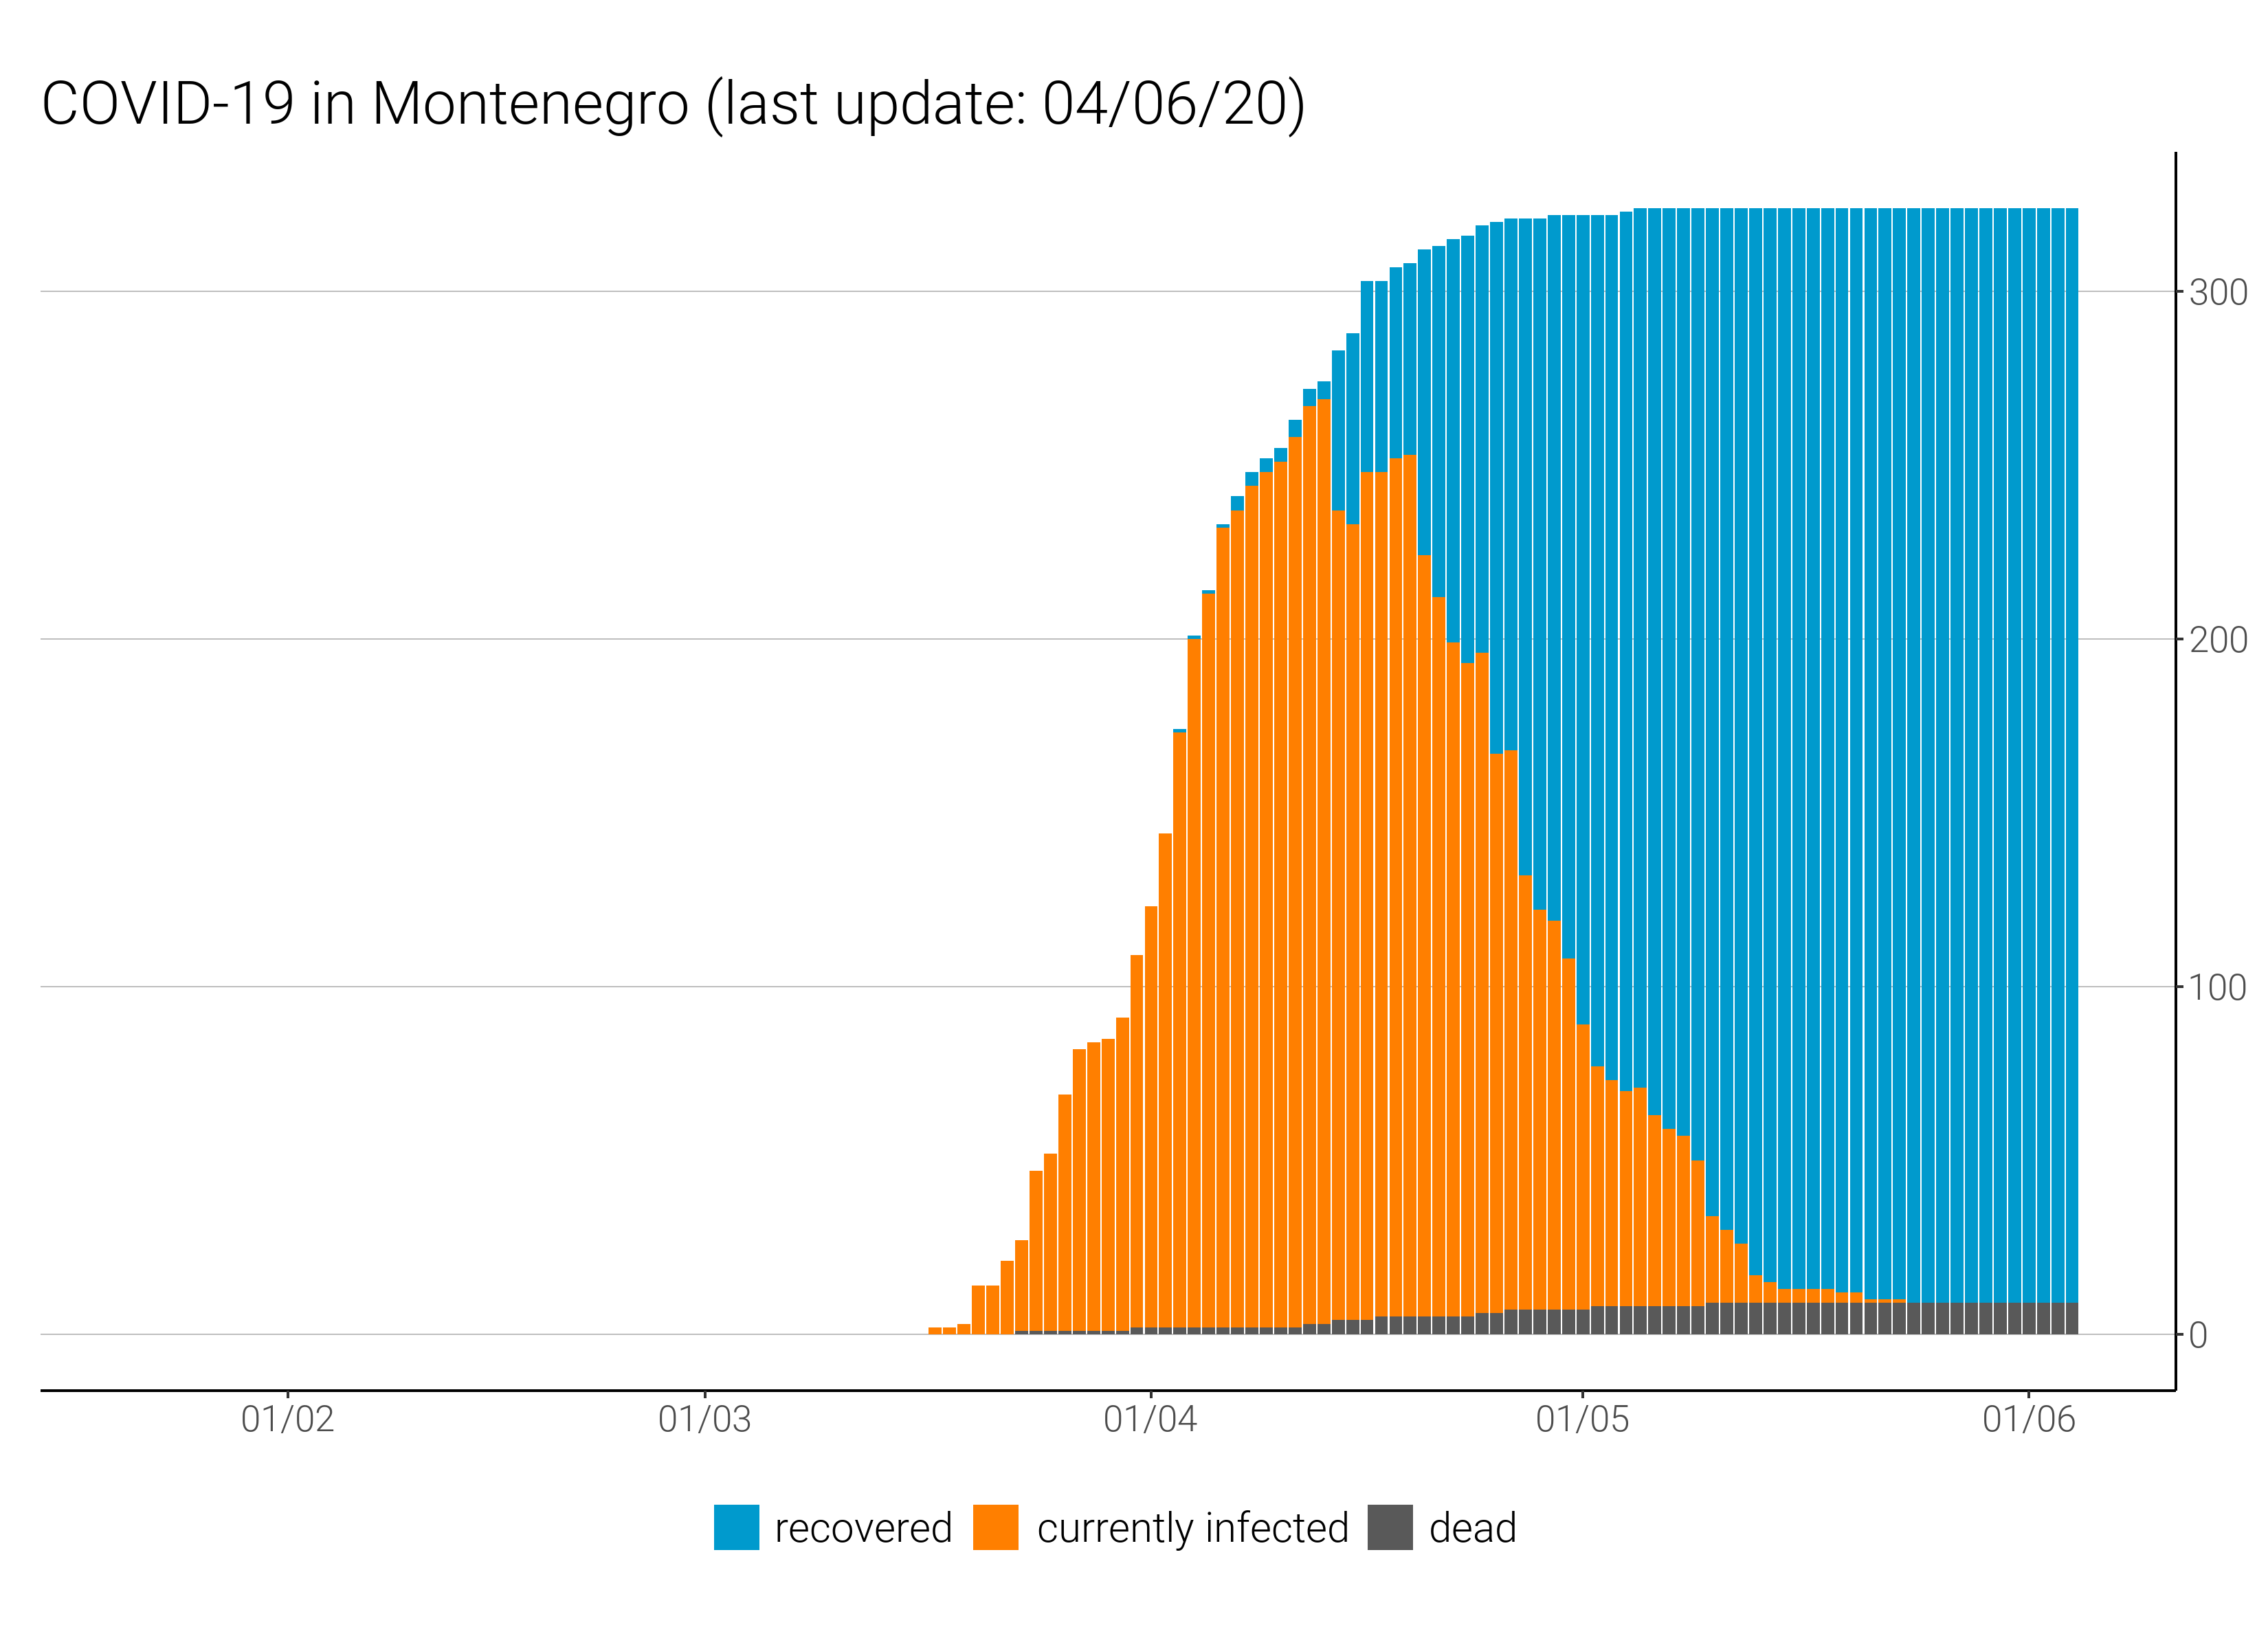 COVID-19 in Montenegro (last update: 04/06/20)
300
200
100
0
01/02 01/03 01/04 01/05 01/06
recovered currently infected dead